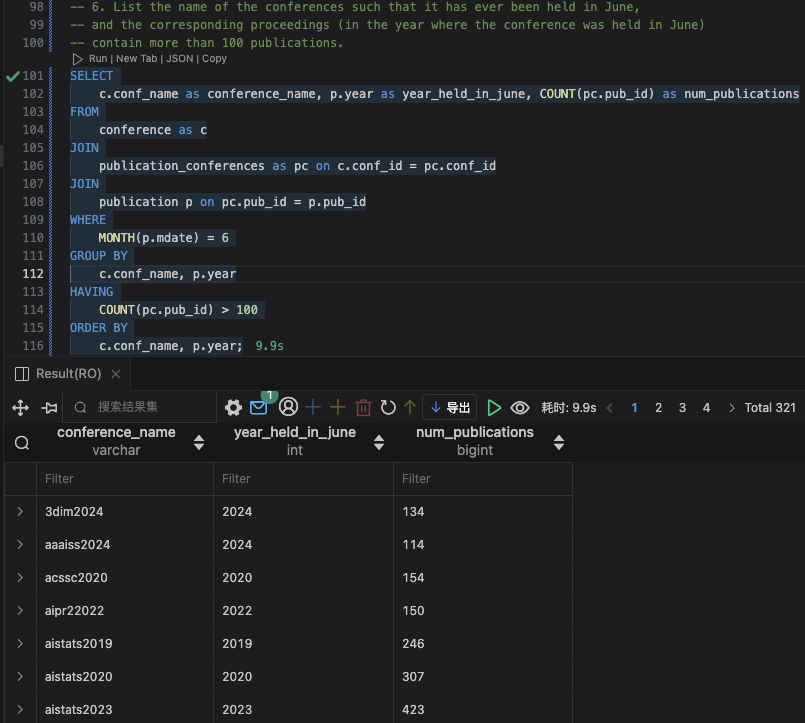 98 -- 6. List the name of the conferences such that it has ever been held in June,
99 -- and the corresponding proceedings (in the year where the conference was held in June)
100 -- contain more than 100 publications.
Run | New Tab | JSON | Copy
101 SELECT
102 c.conf_name as conference_name, p.year as year_held_in_june, COUNT(pc.pub_id) as num_publications
103 FROM
104 conference as c
105 JOIN
106 publication_conferences as pc on c.conf_id = pc.conf_id
107 JOIN
108 publication p on pc.pub_id = p.pub_id
109 WHERE
110 MONTH(p.mdate) = 6
111 GROUP BY
112 c.conf_name, p.year
113 HAVING
114 COUNT(pc.pub_id) > 100
115 ORDER BY
116 c.conf_name, p.year; 9.9s
Result(RO)
搜索结果集 1 导出 耗时: 9.9s 1 2 3 4 Total 321
conference_name year_held_in_june num_publications
varchar int bigint
Filter Filter Filter
3dim2024 2024 134
aaaiss2024 2024 114
acssc2020 2020 154
aipr22022 2022 150
aistats2019 2019 246
aistats2020 2020 307
aistats2023 2023 423